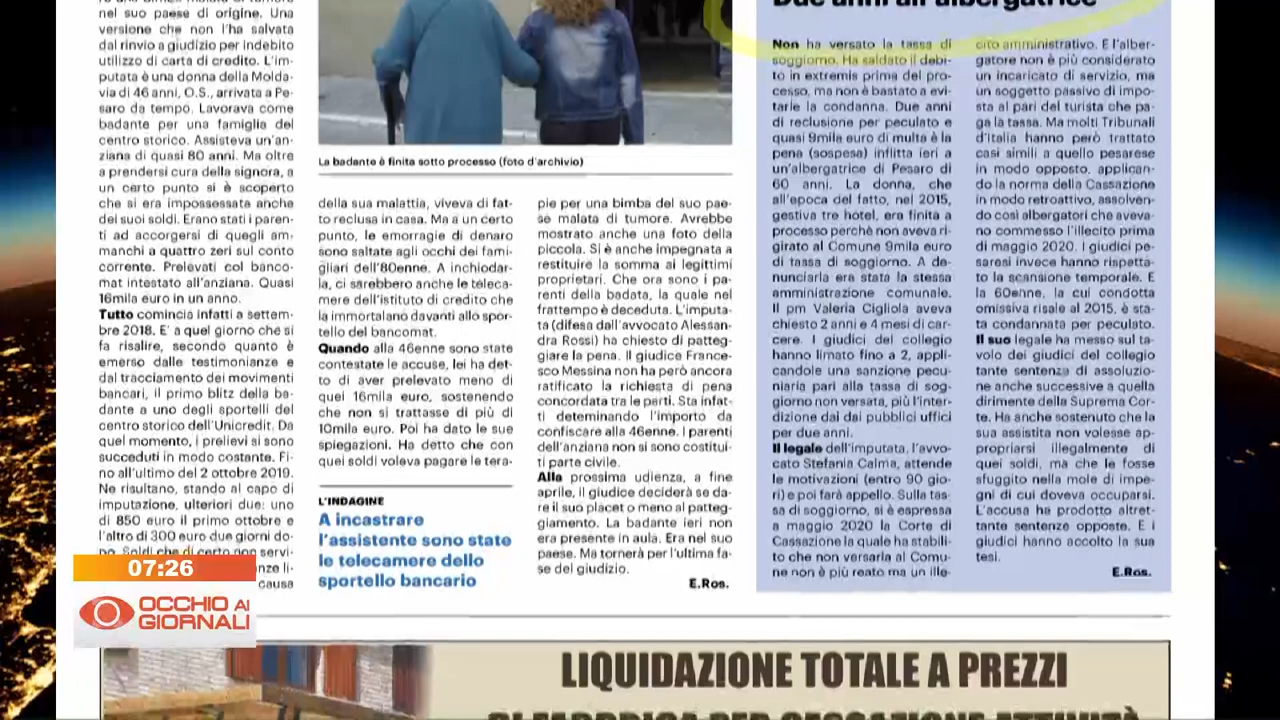 nel suo paese di origine. Una
versione che non l'ha salvata
dal rinvio a giudizio per indebito
utilizzo di carta di credito. L'im-
putata è una donna della Molda-
via di 46 anni, O.S., arrivata a Pe-
saro da tempo. Lavorava come
badante per una famiglia del
centro storico. Assisteva un'an-
ziana di quasi 80 anni. Ma oltre
a prendersi cura della signora, a
un certo punto si è scoperto
che si era impossessata anche
dei suoi soldi. Erano stati i paren-
ti ad accorgersi di quegli am-
manchi a quattro zeri sul conto
corrente. Prelevati col banco-
mat intestato all'anziana. Quasi
16mila euro in un anno.
Tutto comincia infatti a settem-
bre 2018. E' a quel giorno che si
fa risalire, secondo quanto è
emerso dalle testimonianze e
dal tracciamento dei movimenti
bancari, il primo blitz della ba-
dante a uno degli sportelli del
centro storico dell'Unicredit. Da
quel momento, i prelievi si sono
succeduti in modo costante. Fi-
no all'ultimo del 2 ottobre 2019.
Ne risultano, stando al capo di
imputazione, ulteriori due: uno
di 850 euro il primo ottobre e
l'altro di 300 euro due giorni do-
po. Soldi che di certo non servi-
nze li-
causa
La badante è finita sotto processo (foto d'archivio)
della sua malattia, viveva di fat-
to reclusa in casa. Ma a un certo
punto, le emorragie di denaro
sono saltate agli occhi dei fami-
gliari dell'80enne. A inchiodar-
la, ci sarebbero anche le teleca-
mere dell'istituto di credito che
la immortalano davanti allo spor-
tello del bancomat.
Quando alla 46enne sono state
contestate le accuse, lei ha det-
to di aver prelevato meno di
quei 16mila euro, sostenendo
che non si trattasse di più di
10mila euro. Poi ha dato le sue
spiegazioni. Ha detto che con
quei soldi voleva pagare le tera-
L'INDAGINE
A incastrare
l'assistente sono state
le telecamere dello
sportello bancario
pie per una bimba del suo pae-
se malata di tumore. Avrebbe
mostrato anche una foto della
piccola. Si è anche impegnata a
restituire la somma ai legittimi
proprietari. Che ora sono i pa-
renti della badata, la quale nel
frattempo è deceduta. L'imputa-
ta (difesa dall'avvocato Alessan-
dra Rossi) ha chiesto di patteg-
giare la pena. Il giudice France-
sco Messina non ha però ancora
ratificato la richiesta di pena
concordata tra le parti. Sta infat-
ti deteminando l'importo da
confiscare alla 46enne. I parenti
dell'anziana non si sono costitui-
ti parte civile.
Alla prossima udienza, a fine
aprile, il giudice deciderà se da-
re il suo placet o meno al patteg-
giamento. La badante ieri non
era presente in aula. Era nel suo
paese. Ma tornerà per l'ultima fa-
se del giudizio.
E.Ros.
Due anni all'albergatrice
Non ha versato la tassa di
soggiorno. Ha saldato il debi-
to in extremis prima del pro-
cesso, ma non è bastato a evi-
tarle la condanna. Due anni
di reclusione per peculato e
quasi 9mila euro di multa è la
pena (sospesa) inflitta ieri a
un'albergatrice di Pesaro di
60 anni. La donna, che
all'epoca del fatto, nel 2015,
gestiva tre hotel, era finita a
processo perchè non aveva ri-
girato al Comune 9mila euro
di tassa di soggiorno. A de-
nunciarla era stata la stessa
amministrazione comunale.
Il pm Valeria Cigliola aveva
chiesto 2 anni e 4 mesi di car-
cere. I giudici del collegio
hanno limato fino a 2, appli-
candole una sanzione pecu-
niaria pari alla tassa di sog-
giorno non versata, più l'inter-
dizione dai dai pubblici uffici
per due anni.
Il legale dell'imputata, l'avvo-
cato Stefania Calma, attende
le motivazioni (entro 90 gio-
ri) e poi farà appello. Sulla tas-
sa di soggiorno, si è espressa
a maggio 2020 la Corte di
Cassazione la quale ha stabili-
to che non versarla al Comu-
ne non è più reato ma un ille-
cito amministrativo. E l'alber-
gatore non è più considerato
un incaricato di servizio, ma
un soggetto passivo di impo-
sta al pari del turista che pa-
ga la tassa. Ma molti Tribunali
d'Italia hanno però trattato
casi simili a quello pesarese
in modo opposto, applican-
do la norma della Cassazione
in modo retroattivo, assolven-
do così albergatori che aveva-
no commesso l'illecito prima
di maggio 2020. I giudici pe-
saresi invece hanno rispetta-
to la scansione temporale. E
la 60enne, la cui condotta
omissiva risale al 2015, è sta-
ta condannata per peculato.
Il suo legale ha messo sul ta-
volo dei giudici del collegio
tante sentenze di assoluzio-
ne anche successive a quella
dirimente della Suprema Cor-
te. Ha anche sostenuto che la
sua assistita non volesse ap-
propriarsi illegalmente di
quei soldi, ma che le fosse
sfuggito nella mole di impe-
gni di cui doveva occuparsi.
L'accusa ha prodotto altret-
tante sentenze opposte. E i
giudici hanno accolto la sua
tesi.
E.Ros.
07:26
OCCHIO AI
GIORNALI
LIQUIDAZIONE TOTALE A PREZZI